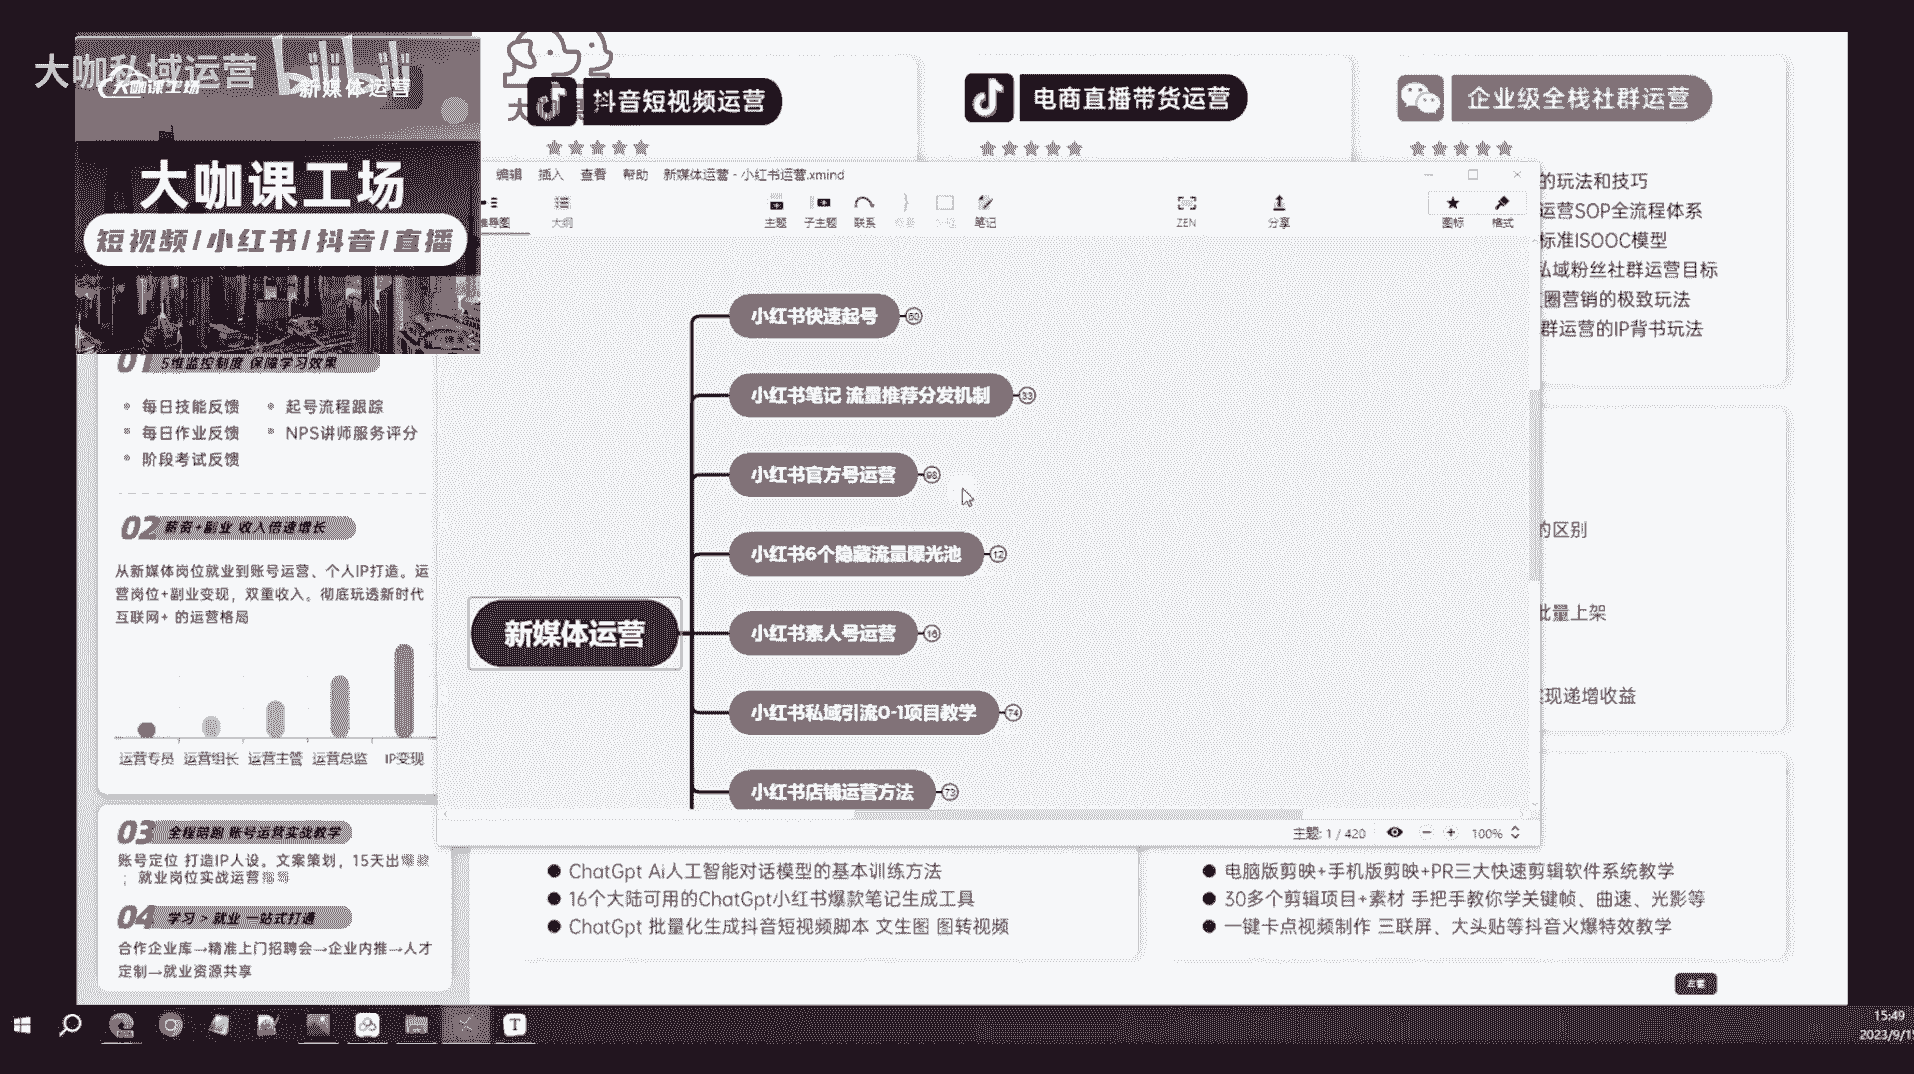 大咖私域运营
bilibili
大咖课工场
新媒体运营
大咖课工场
短视频/小红书/抖音/直播
抖音短视频运营
电商直播带货运营
企业级全栈社群运营
的玩法和技巧
运营SOP全流程体系
标准ISOOC模型
私域粉丝社群运营目标
圈营销的极致玩法
群运营的IP背书玩法
编辑
插入
查看
帮助
新媒体运营 - 小红书运营.xmind
大纲
主题
子主题
联系
笔记
ZEN
分享
图标
格式
小红书快速起号 60
小红书笔记 流量推荐分发机制 33
小红书官方号运营 98
小红书6个隐藏流量曝光池 12
小红书素人号运营 16
小红书私域引流0-1项目教学 74
小红书店铺运营方法 73
新媒体运营
主题: 1 / 420
100%
01 5维监控制度 保障学习效果
每日技能反馈
起号流程跟踪
每日作业反馈
NPS讲师服务评分
阶段考试反馈
02 薪资+副业 收入倍速增长
从新媒体岗位就业到账号运营、个人IP打造。运
营岗位+副业变现，双重收入。彻底玩透新时代
互联网+ 的运营格局
运营专员
运营组长
运营主管
运营总监
IP变现
03 全程陪跑 账号运营实战教学
账号定位 打造IP人设。文案策划，15天出
；就业岗位实战运营
04 学习 > 就业 一站式打通
合作企业库→精准上门招聘会→企业内推→人才
定制→就业资源共享
的区别
批量上架
现递增收益
ChatGpt Ai人工智能对话模型的基本训练方法
16个大陆可用的ChatGpt小红书爆款笔记生成工具
ChatGpt 批量化生成抖音短视频脚本 文生图 图转视频
电脑版剪映+手机版剪映+PR三大快速剪辑软件系统教学
30多个剪辑项目+素材 手把手教你学关键帧、曲速、光影等
一键卡点视频制作 三联屏、大头贴等抖音火爆特效教学
15:49
2023/9/1